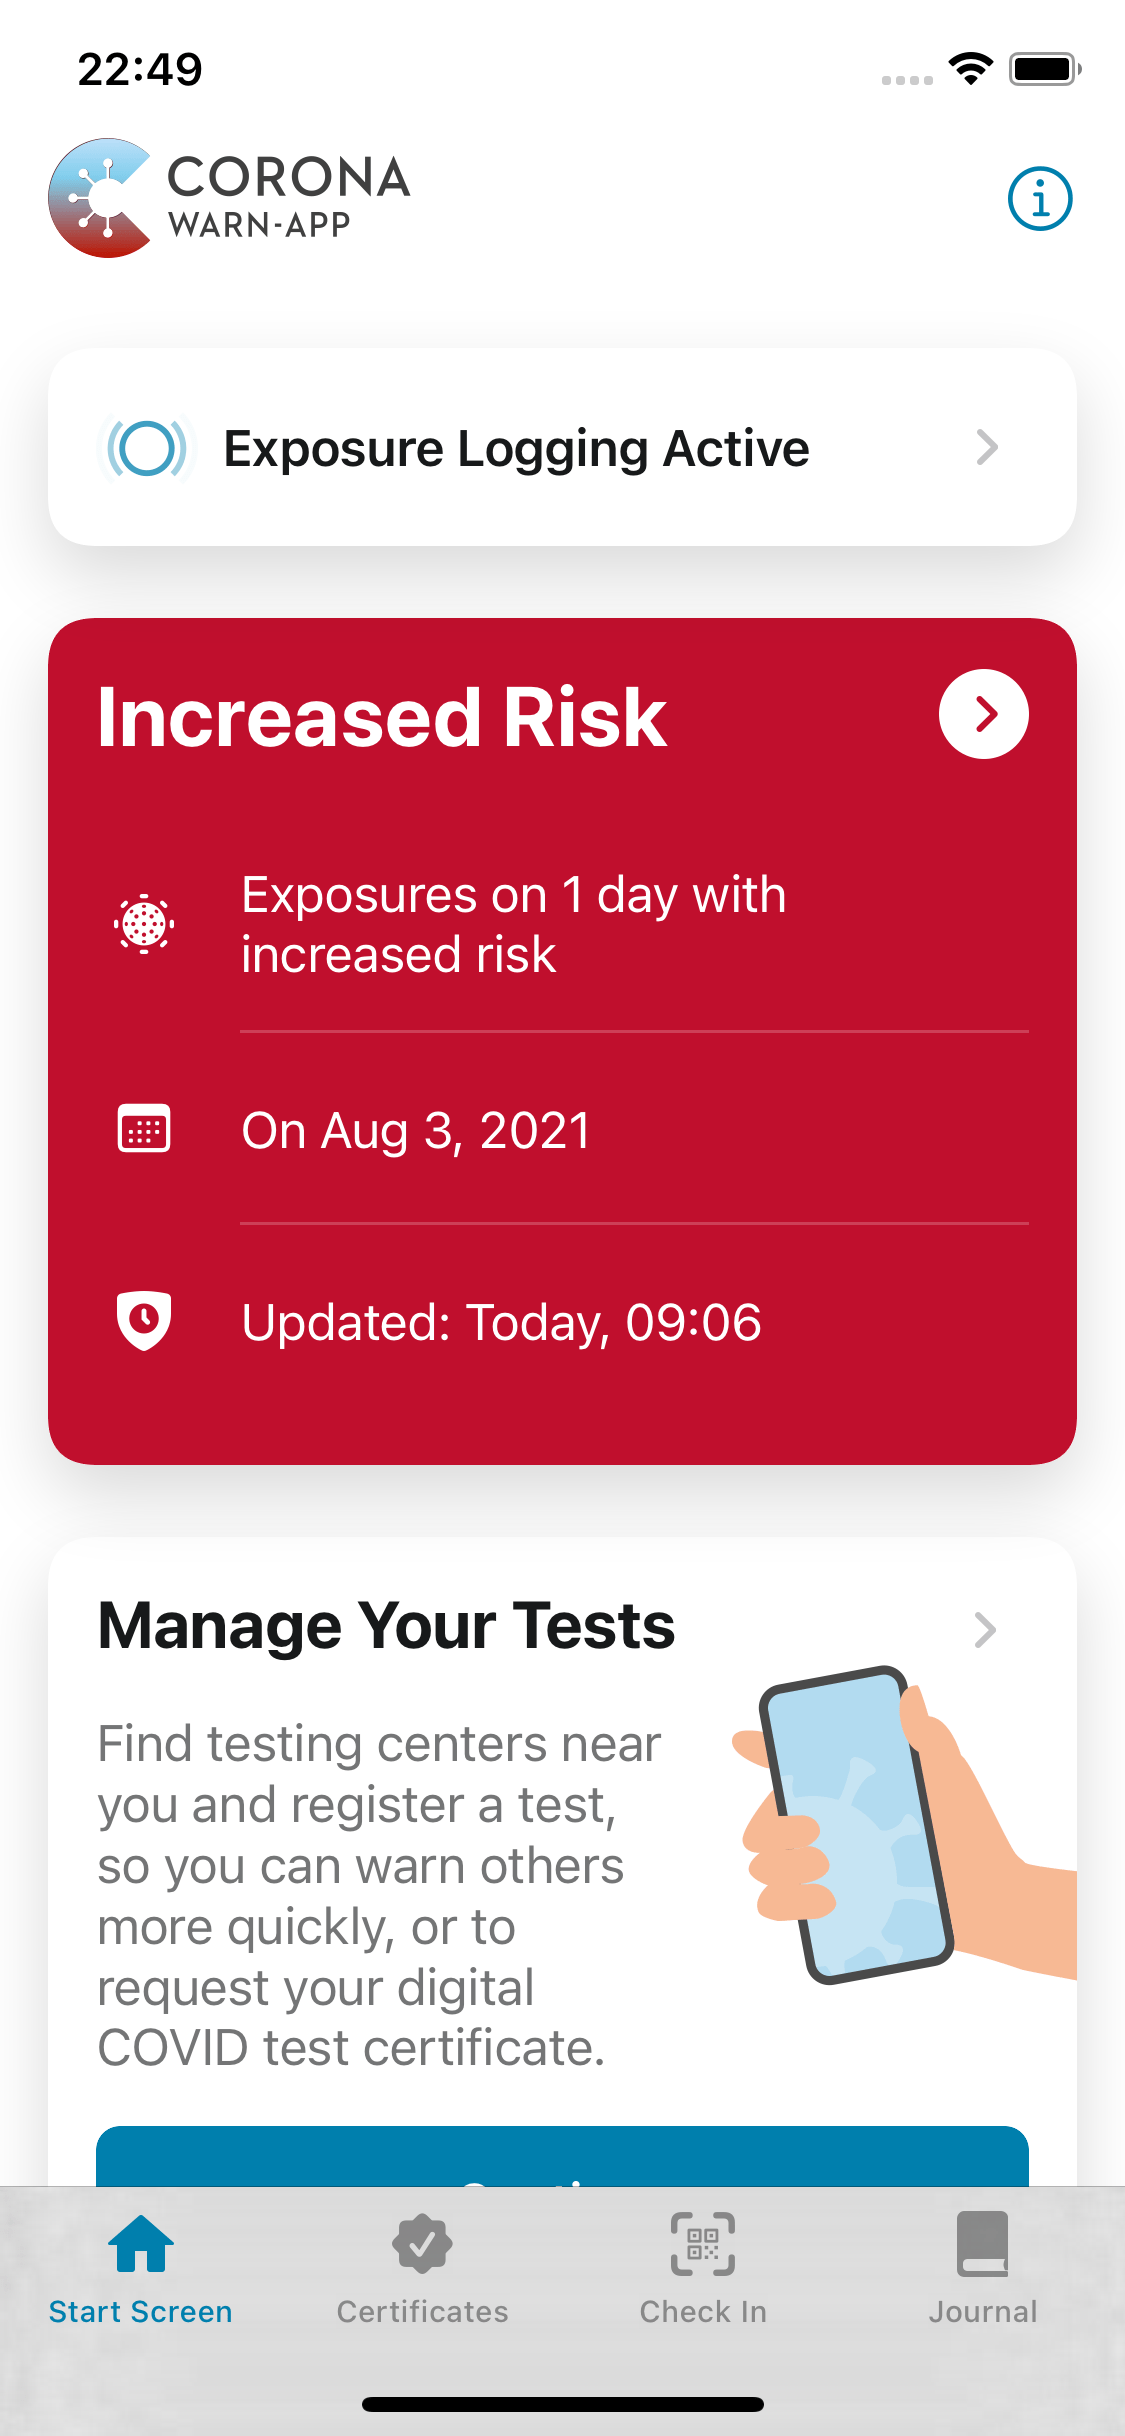 22:49
CORONA
WARN-APP
Exposure Logging Active
Increased Risk
Exposures on 1 day with
increased risk
On Aug 3, 2021
Updated: Today, 09:06
Manage Your Tests
Find testing centers near
you and register a test,
so you can warn others
more quickly, or to
request your digital
COVID test certificate.
Start Screen
Certificates
Check In
Journal